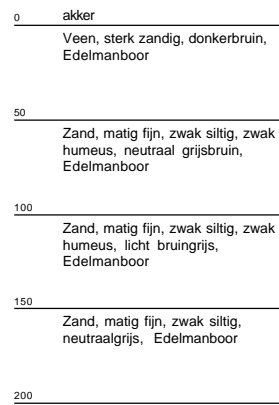 0 akker
Veen, sterk zandig, donkerbruin,
Edelmanboor
50
Zand, matig fijn, zwak siltig, zwak
humeus, neutraal grijsbruin,
Edelmanboor
100
Zand, matig fijn, zwak siltig, zwak
humeus, licht bruingrijs,
Edelmanboor
150
Zand, matig fijn, zwak siltig,
neutraalgrijs, Edelmanboor
200